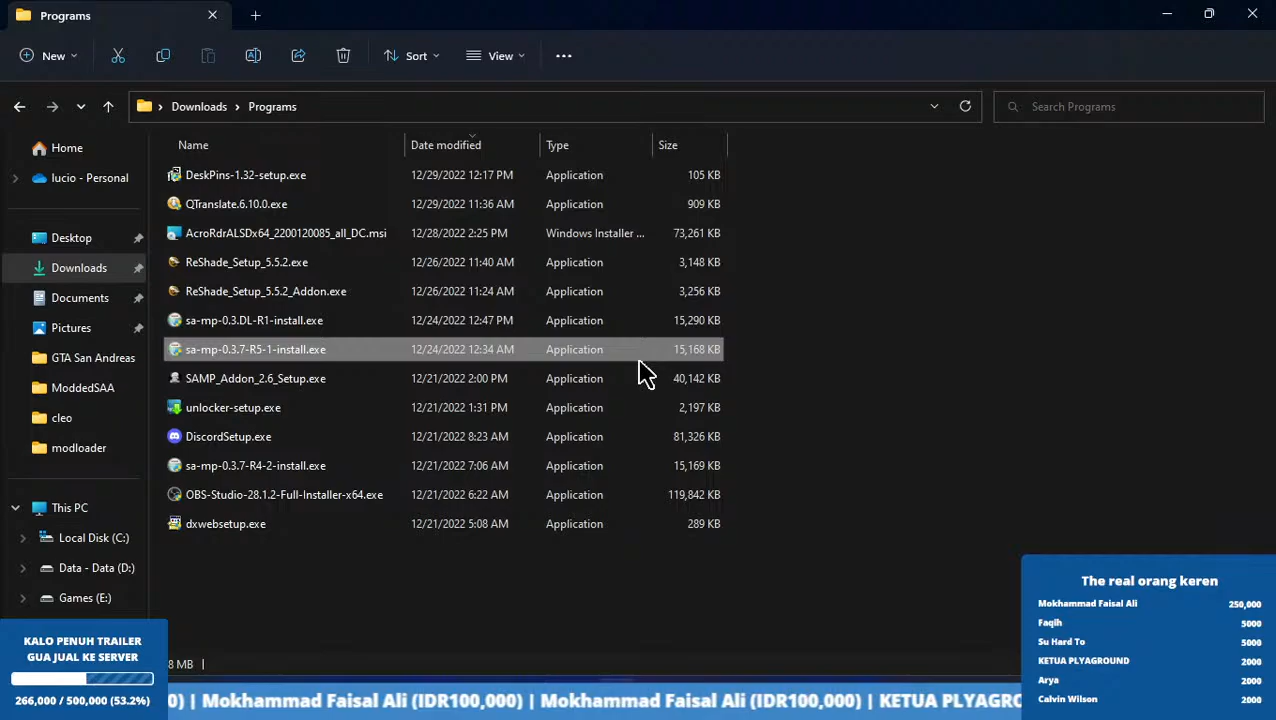 Programs
New
Sort
View
Downloads
Programs
Search Programs
Home
lucio - Personal
Desktop
Downloads
Documents
Pictures
GTA San Andreas
ModdedSAA
cleo
modloader
This PC
Local Disk (C:)
Data - Data (D:)
Games (E:)
Name Date modified Type Size
DeskPins-1.32-setup.exe 12/29/2022 12:17 PM Application 105 KB
QTranslate.6.10.0.exe 12/29/2022 11:36 AM Application 909 KB
AcroRdrALSDx64_2200120085_all_DC.msi 12/28/2022 2:25 PM Windows Installer ... 73,261 KB
ReShade_Setup_5.5.2.exe 12/26/2022 11:40 AM Application 3,148 KB
ReShade_Setup_5.5.2_Addon.exe 12/26/2022 11:24 AM Application 3,256 KB
sa-mp-0.3.DL-R1-install.exe 12/24/2022 12:47 PM Application 15,290 KB
sa-mp-0.3.7-R5-1-install.exe 12/24/2022 12:34 AM Application 15,168 KB
SAMP_Addon_2.6_Setup.exe 12/21/2022 2:00 PM Application 40,142 KB
unlocker-setup.exe 12/21/2022 1:31 PM Application 2,197 KB
DiscordSetup.exe 12/21/2022 8:23 AM Application 81,326 KB
sa-mp-0.3.7-R4-2-install.exe 12/21/2022 7:06 AM Application 15,169 KB
OBS-Studio-28.1.2-Full-Installer-x64.exe 12/21/2022 6:22 AM Application 119,842 KB
dxwebsetup.exe 12/21/2022 5:08 AM Application 289 KB
8 MB
KALO PENUH TRAILER
GUA JUAL KE SERVER
266,000 / 500,000 (53.2%)
The real orang keren
Mokhammad Faisal Ali 250,000
Faqih 5000
Su Hard To 5000
KETUA PLYAGROUND 2000
Arya 2000
Calvin Wilson 2000
0) | Mokhammad Faisal Ali (IDR100,000) | Mokhammad Faisal Ali (IDR100,000) | KETUA PLYAGRO